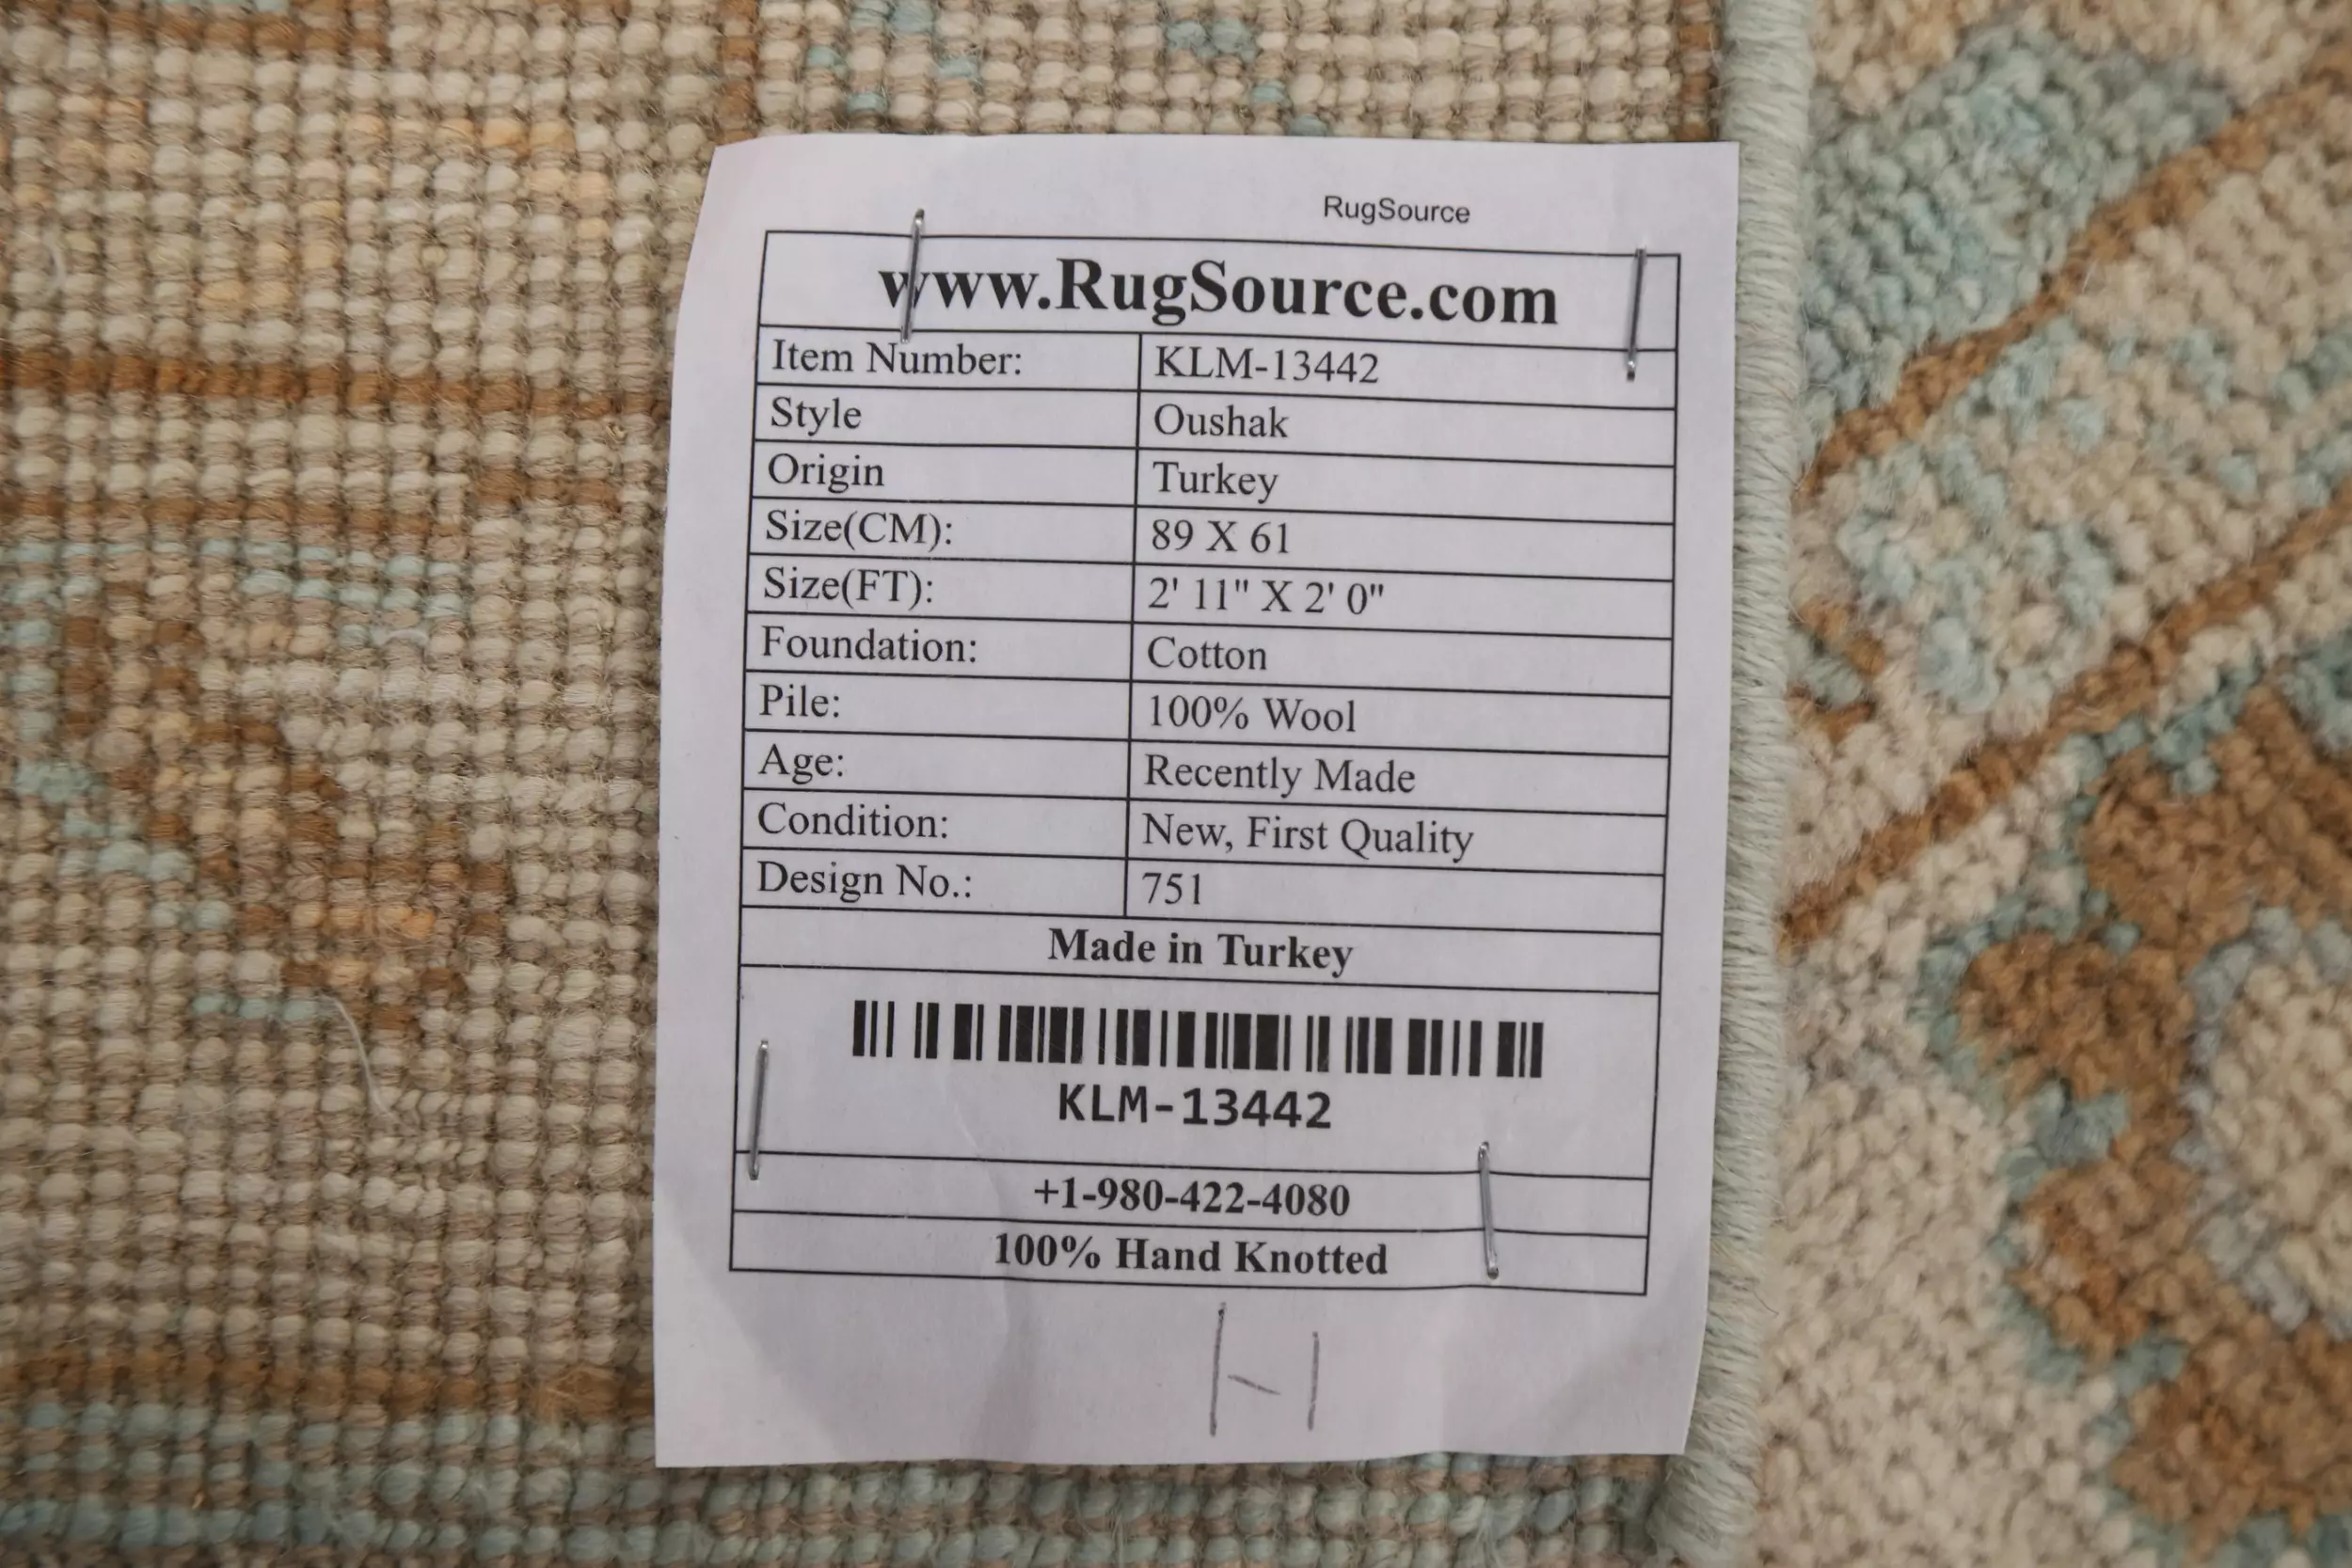 RugSource
www.RugSource.com
Item Number: KLM-13442
Style Oushak
Origin Turkey
Size(CM): 89 X 61
Size(FT): 2' 11" X 2' 0"
Foundation: Cotton
Pile: 100% Wool
Age: Recently Made
Condition: New, First Quality
Design No.: 751
Made in Turkey
KLM-13442
+1-980-422-4080
100% Hand Knotted